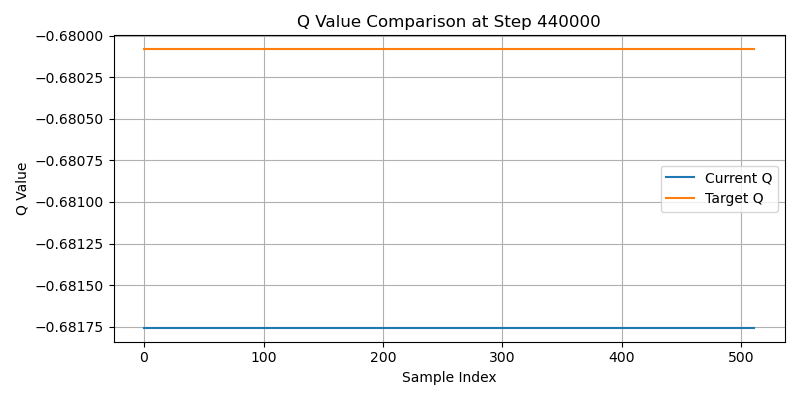 Q Value Comparison at Step 440000
−0.68000
−0.68025
−0.68050
−0.68075
−0.68100
−0.68125
−0.68150
−0.68175
Q Value
Current Q
Target Q
0 100 200 300 400 500
Sample Index